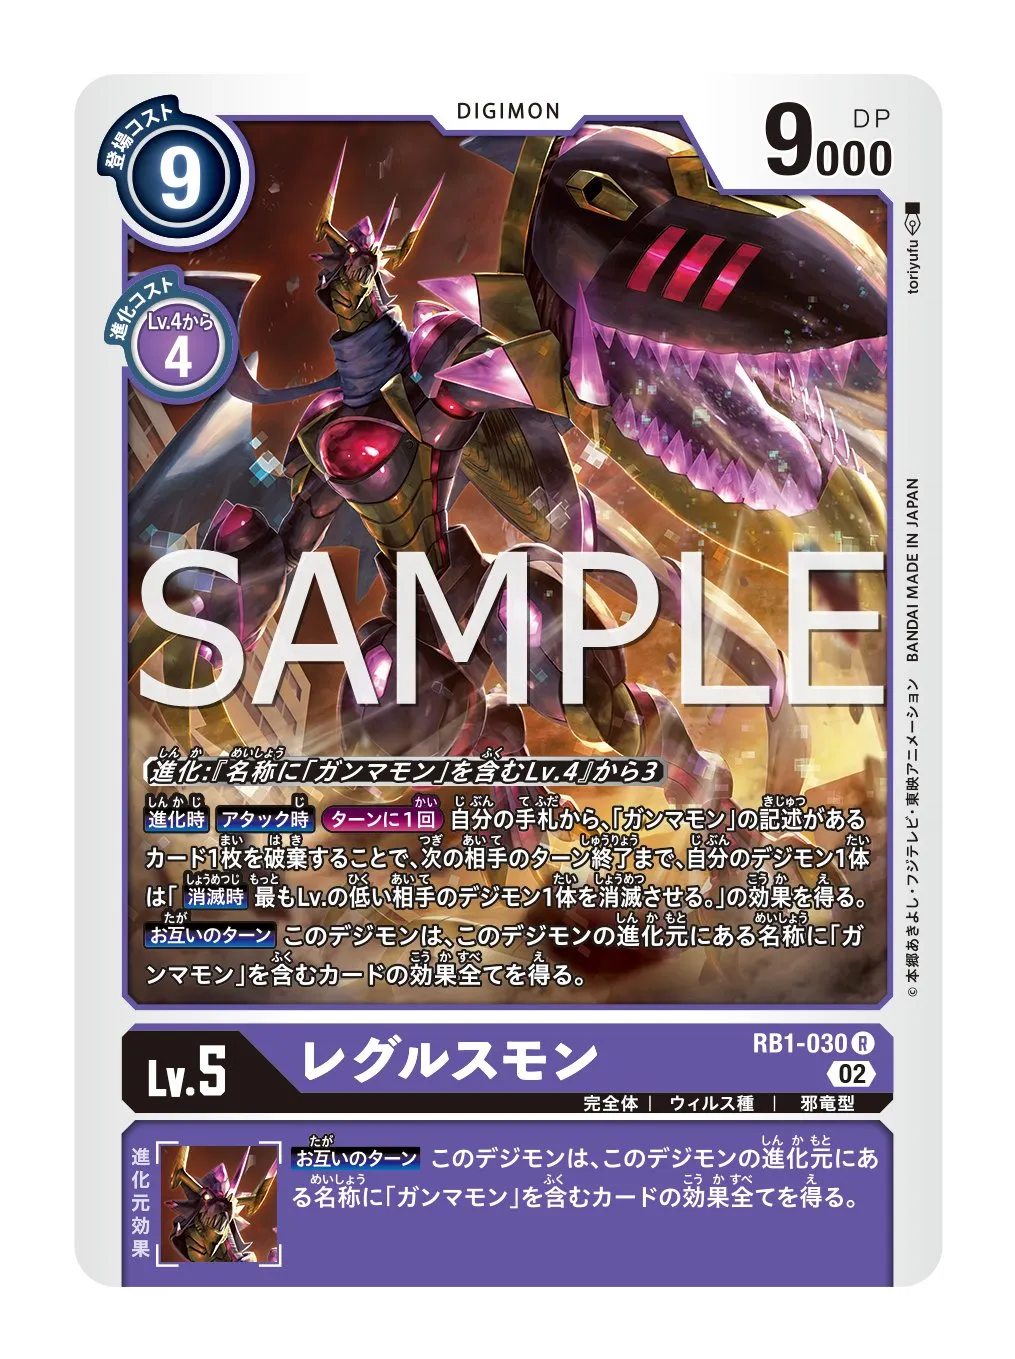 DIGIMON
登場コスト
9
9000
DP
進化コスト
Lv.4から
4
toriyufu
SAMPLE
進化:『名称に「ガンマモン」を含むLv.4』から3
進化時 アタック時 ターンに1回 自分の手札から、「ガンマモン」の記述がある
カード1枚を破棄することで、次の相手のターン終了まで、自分のデジモン1体
は「 消滅時 最もLv.の低い相手のデジモン1体を消滅させる。」の効果を得る。
お互いのターン このデジモンは、このデジモンの進化元にある名称に「ガ
ンマモン」を含むカードの効果全てを得る。
©本郷あきよし・フジテレビ・東映アニメーション BANDAI MADE IN JAPAN
Lv.5
レグルスモン
RB1-030 R
02
完全体 | ウィルス種 | 邪竜型
進化元効果
お互いのターン このデジモンは、このデジモンの進化元にあ
る名称に「ガンマモン」を含むカードの効果全てを得る。